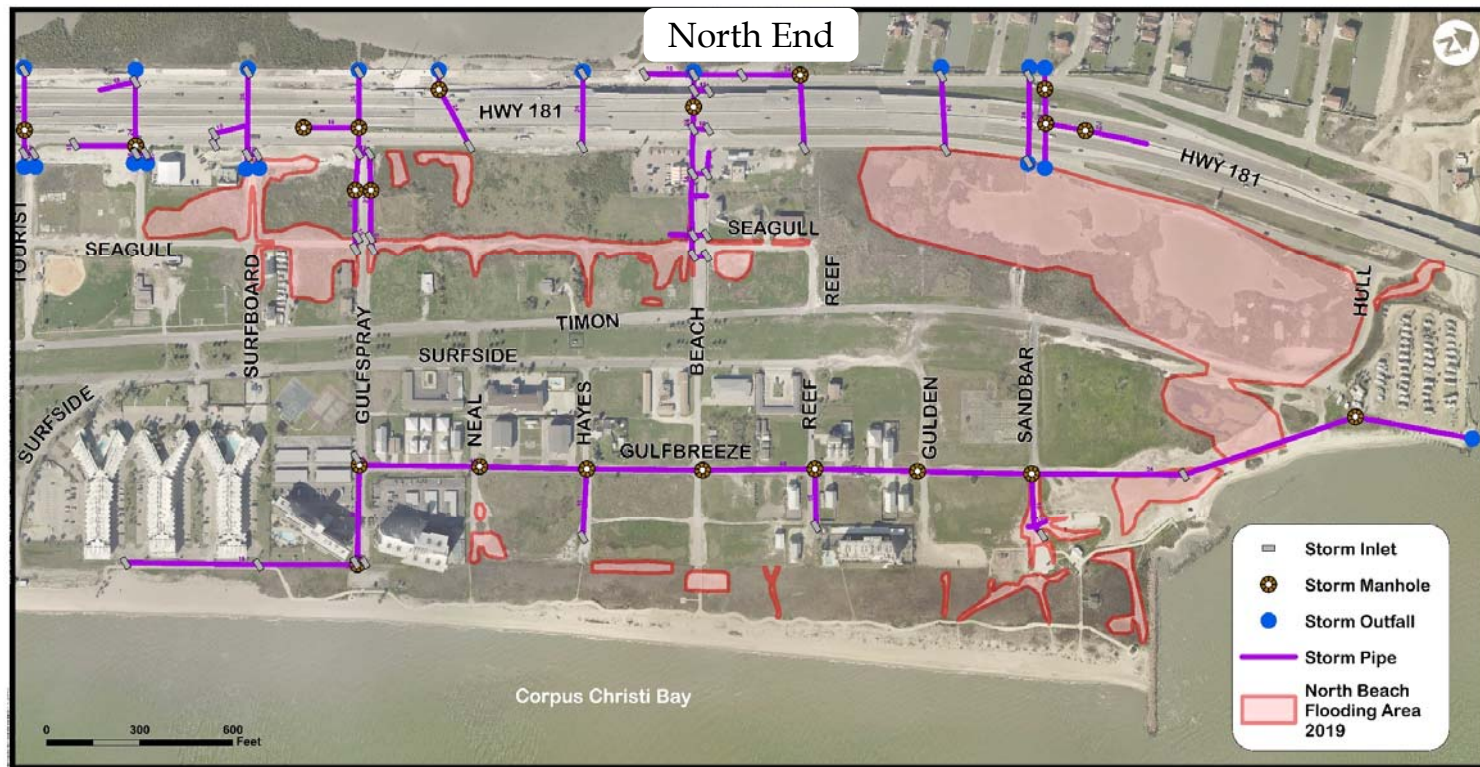 North End
HWY 181
HWY 181
TOURIST
SEAGULL
SEAGULL
SURFBOARD
GULFSPRAY
BEACH
REEF
HULL
TIMON
SURFSIDE
SURFSIDE
NEAL
HAYES
REEF
GULDEN
SANDBAR
GULFBREEZE
Storm Inlet
Storm Manhole
Storm Outfall
Storm Pipe
North Beach
Flooding Area
2019
Corpus Christi Bay
0 300 600
Feet